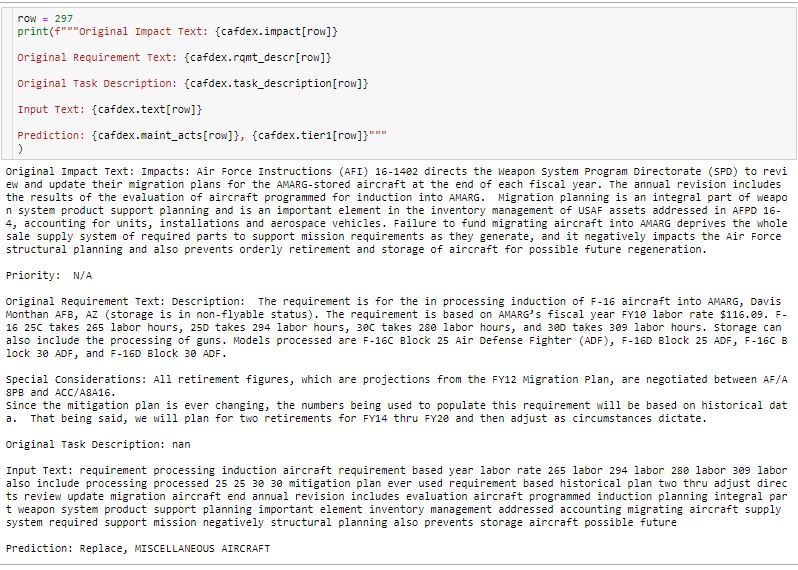 row = 297
print(f"""Original Impact Text: {cafdex.impact[row]}
Original Requirement Text: {cafdex.rqmt_descr[row]}
Original Task Description: {cafdex.task_description[row]}
Input Text: {cafdex.text[row]}
Prediction: {cafdex.maint_acts[row]}, {cafdex.tier1[row]}"""
)
Original Impact Text: Impacts: Air Force Instructions (AFI) 16-1402 directs the Weapon System Program Directorate (SPD) to revi
ew and update their migration plans for the AMARG-stored aircraft at the end of each fiscal year. The annual revision includes
the results of the evaluation of aircraft programmed for induction into AMARG.  Migration planning is an integral part of weapo
n system product support planning and is an important element in the inventory management of USAF assets addressed in AFPD 16-
4, accounting for units, installations and aerospace vehicles. Failure to fund migrating aircraft into AMARG deprives the whole
sale supply system of required parts to support mission requirements as they generate, and it negatively impacts the Air Force
structural planning and also prevents orderly retirement and storage of aircraft for possible future regeneration.
Priority:  N/A
Original Requirement Text: Description:  The requirement is for the in processing induction of F-16 aircraft into AMARG, Davis
Monthan AFB, AZ (storage is in non-flyable status). The requirement is based on AMARG's fiscal year FY10 labor rate $116.09. F-
16 25C takes 265 labor hours, 25D takes 294 labor hours, 30C takes 280 labor hours, and 30D takes 309 labor hours. Storage can
also include the processing of guns. Models processed are F-16C Block 25 Air Defense Fighter (ADF), F-16D Block 25 ADF, F-16C B
lock 30 ADF, and F-16D Block 30 ADF.
Special Considerations: All retirement figures, which are projections from the FY12 Migration Plan, are negotiated between AF/A
8PB and ACC/A8A16.
Since the mitigation plan is ever changing, the numbers being used to populate this requirement will be based on historical dat
a.  That being said, we will plan for two retirements for FY14 thru FY20 and then adjust as circumstances dictate.
Original Task Description: nan
Input Text: requirement processing induction aircraft requirement based year labor rate 265 labor 294 labor 280 labor 309 labor
also include processing processed 25 25 30 30 mitigation plan ever used requirement based historical plan two thru adjust direc
ts review update migration aircraft end annual revision includes evaluation aircraft programmed induction planning integral par
t weapon system product support planning important element inventory management addressed accounting migrating aircraft supply
system required support mission negatively structural planning also prevents storage aircraft possible future
Prediction: Replace, MISCELLANEOUS AIRCRAFT